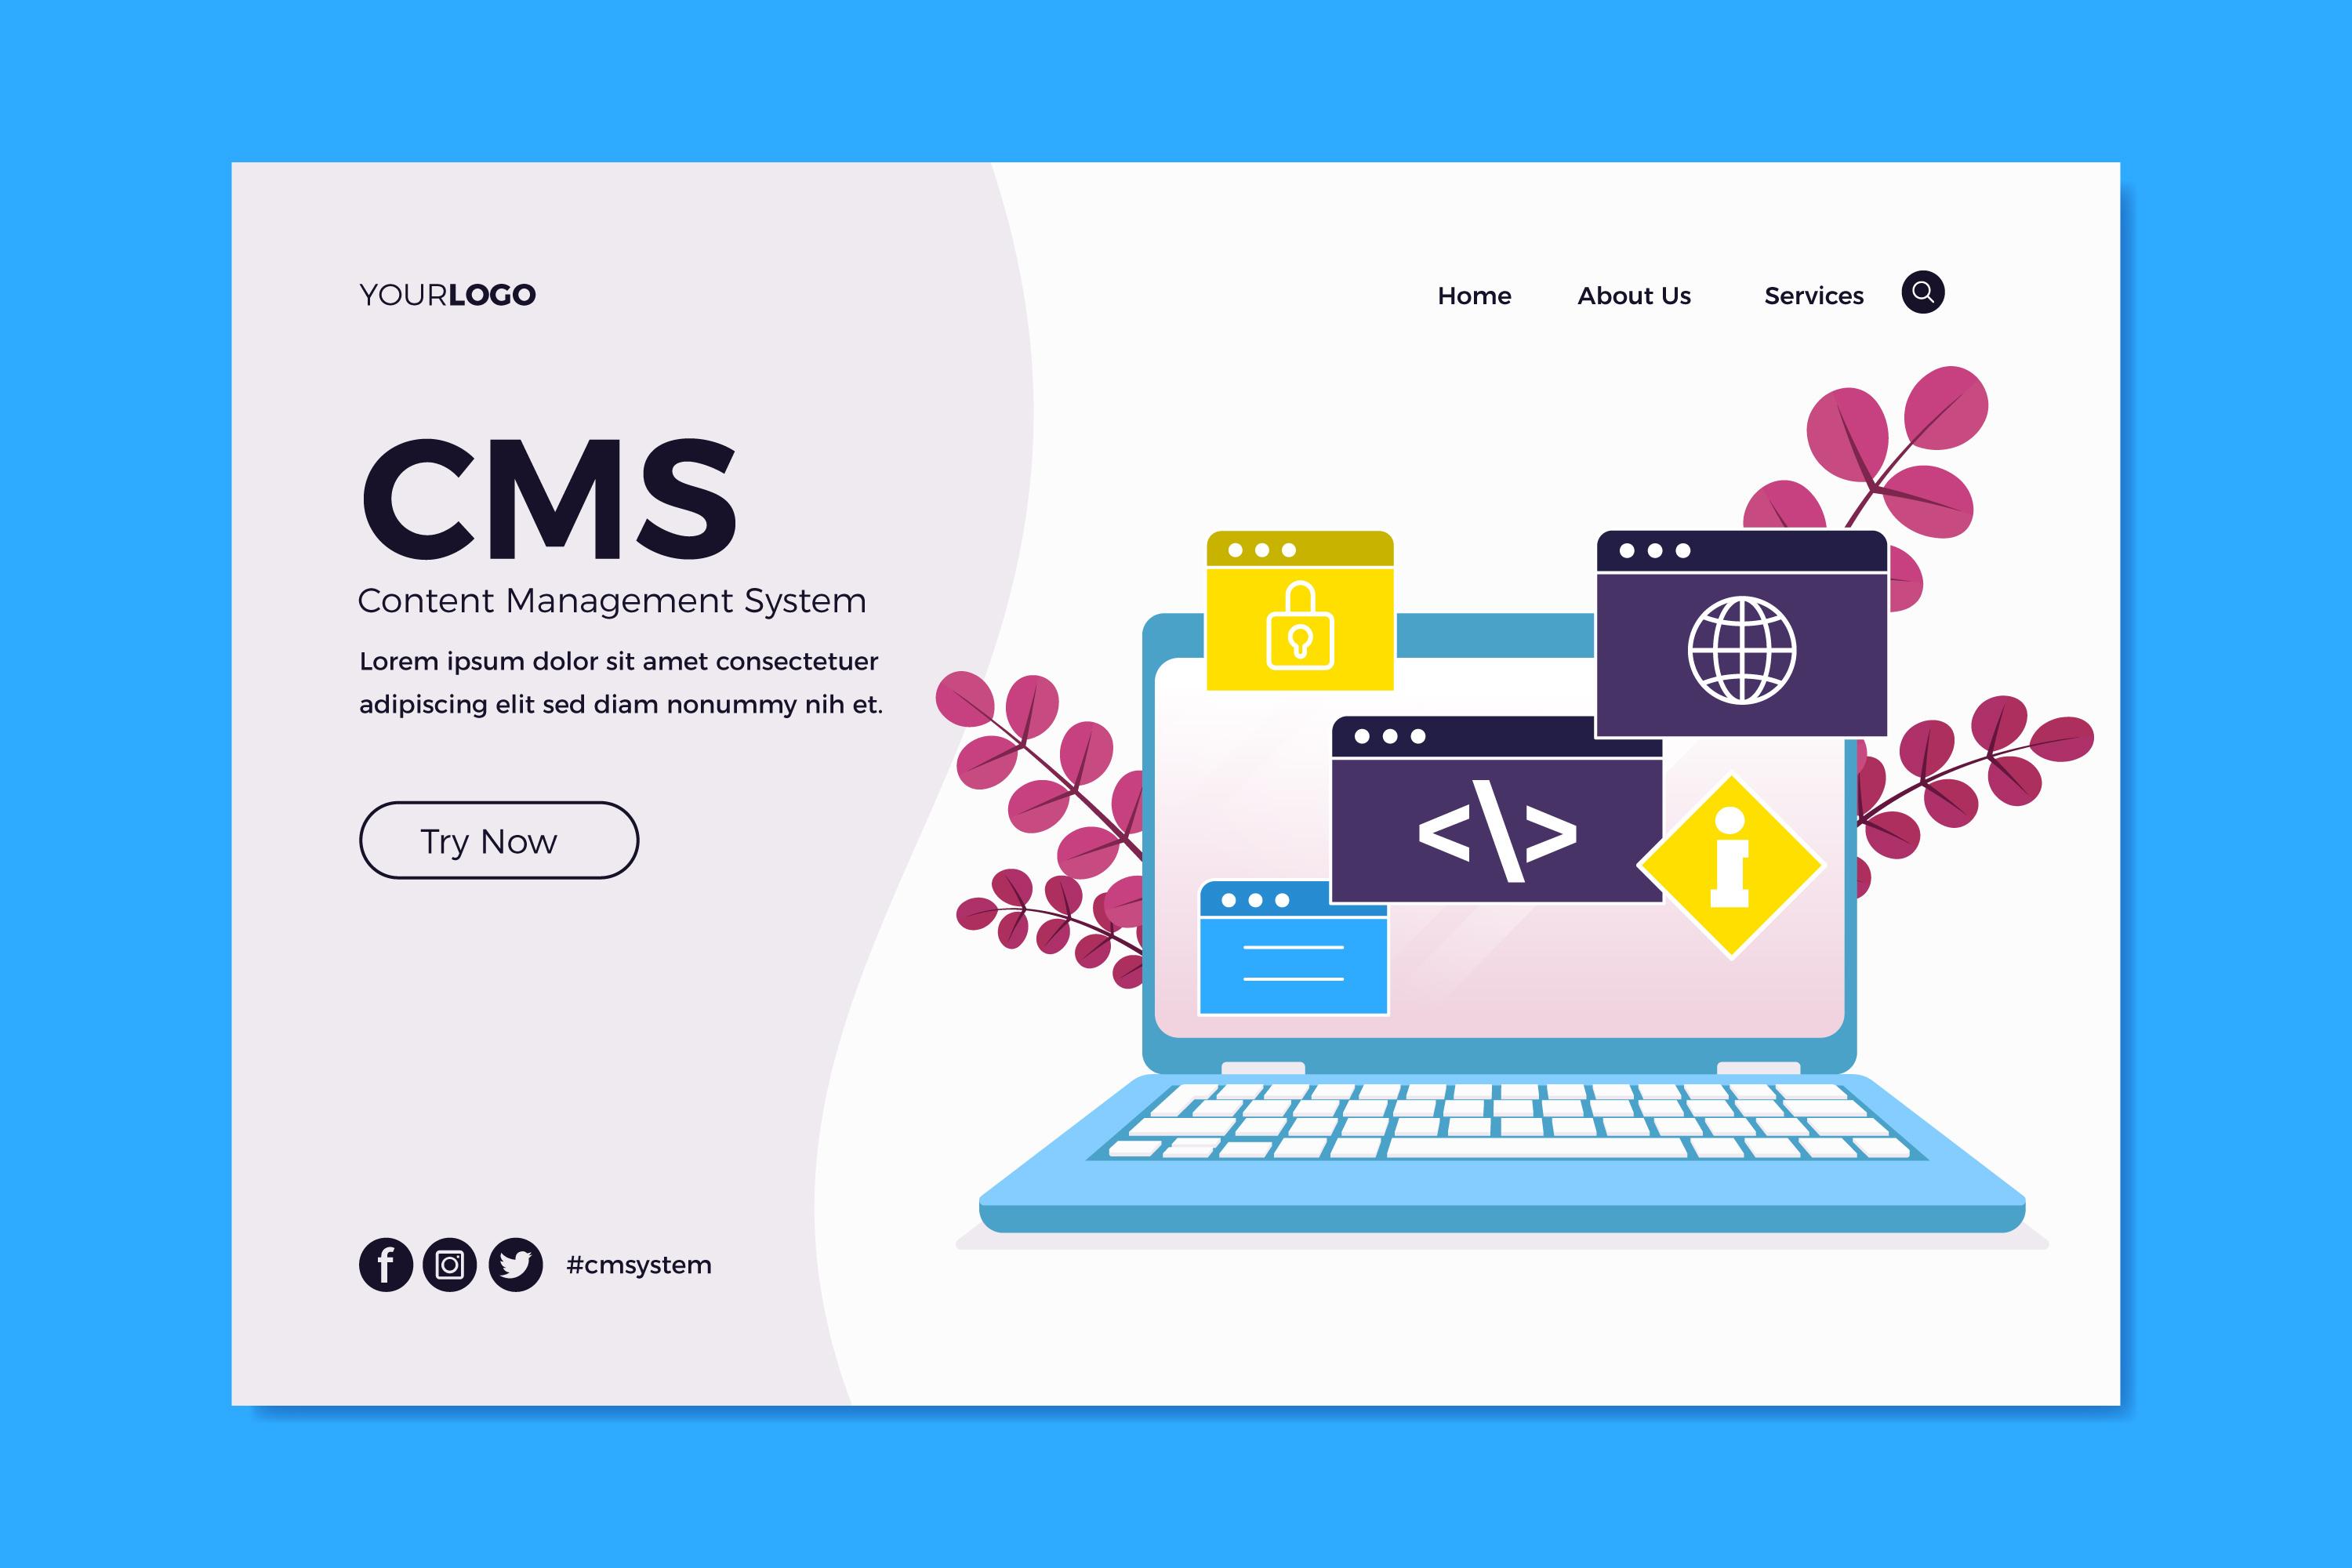 YOURLOGO
Home About Us Services
CMS
Content Management System
Lorem ipsum dolor sit amet consectetuer
adipiscing elit sed diam nonummy nih et.
Try Now
<\>
i
f
#cmsystem